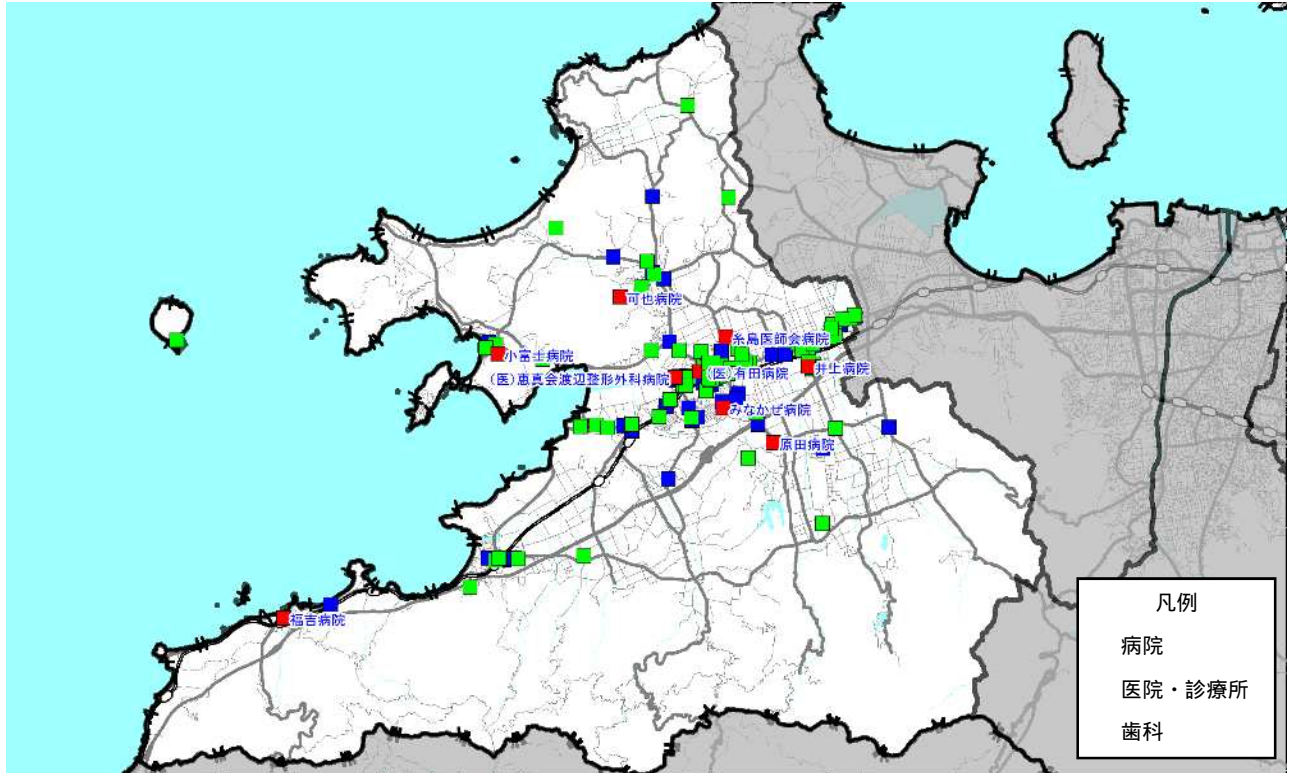 可也病院
糸島医師会病院
小富士病院
(医)恵真会渡辺整形外科病院
(医)有田病院
井上病院
みなかぜ病院
原田病院
福吉病院
凡例
病院
医院・診療所
歯科